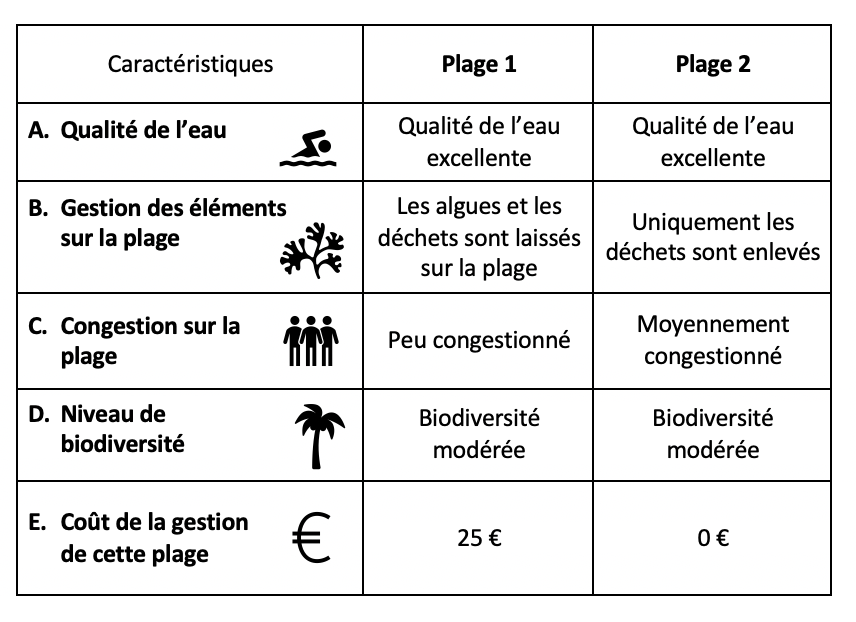 Caractéristiques
Plage 1
Plage 2
A. Qualité de l’eau
Qualité de l’eau
excellente
Qualité de l’eau
excellente
B. Gestion des éléments
sur la plage
Les algues et les
déchets sont laissés
sur la plage
Uniquement les
déchets sont enlevés
C. Congestion sur la
plage
Peu congestionné
Moyennement
congestionné
D. Niveau de
biodiversité
Biodiversité
modérée
Biodiversité
modérée
E. Coût de la gestion
de cette plage
€
25 €
0 €